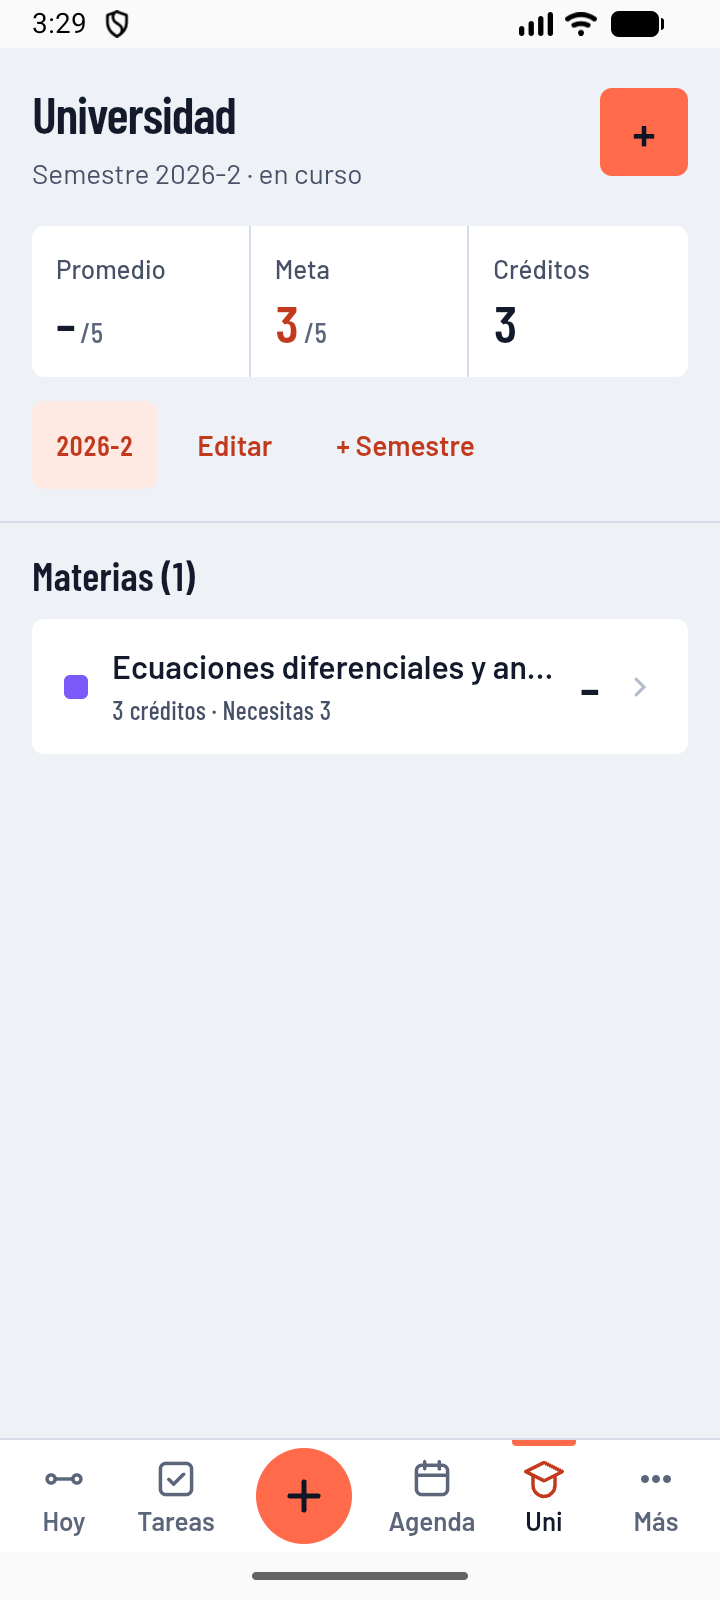 3:29
Universidad
Semestre 2026-2 · en curso
+
Promedio
Meta
Créditos
- /5
3 /5
3
2026-2
Editar
+ Semestre
Materias (1)
Ecuaciones diferenciales y an...
3 créditos · Necesitas 3
-
Hoy
Tareas
+
Agenda
Uni
Más